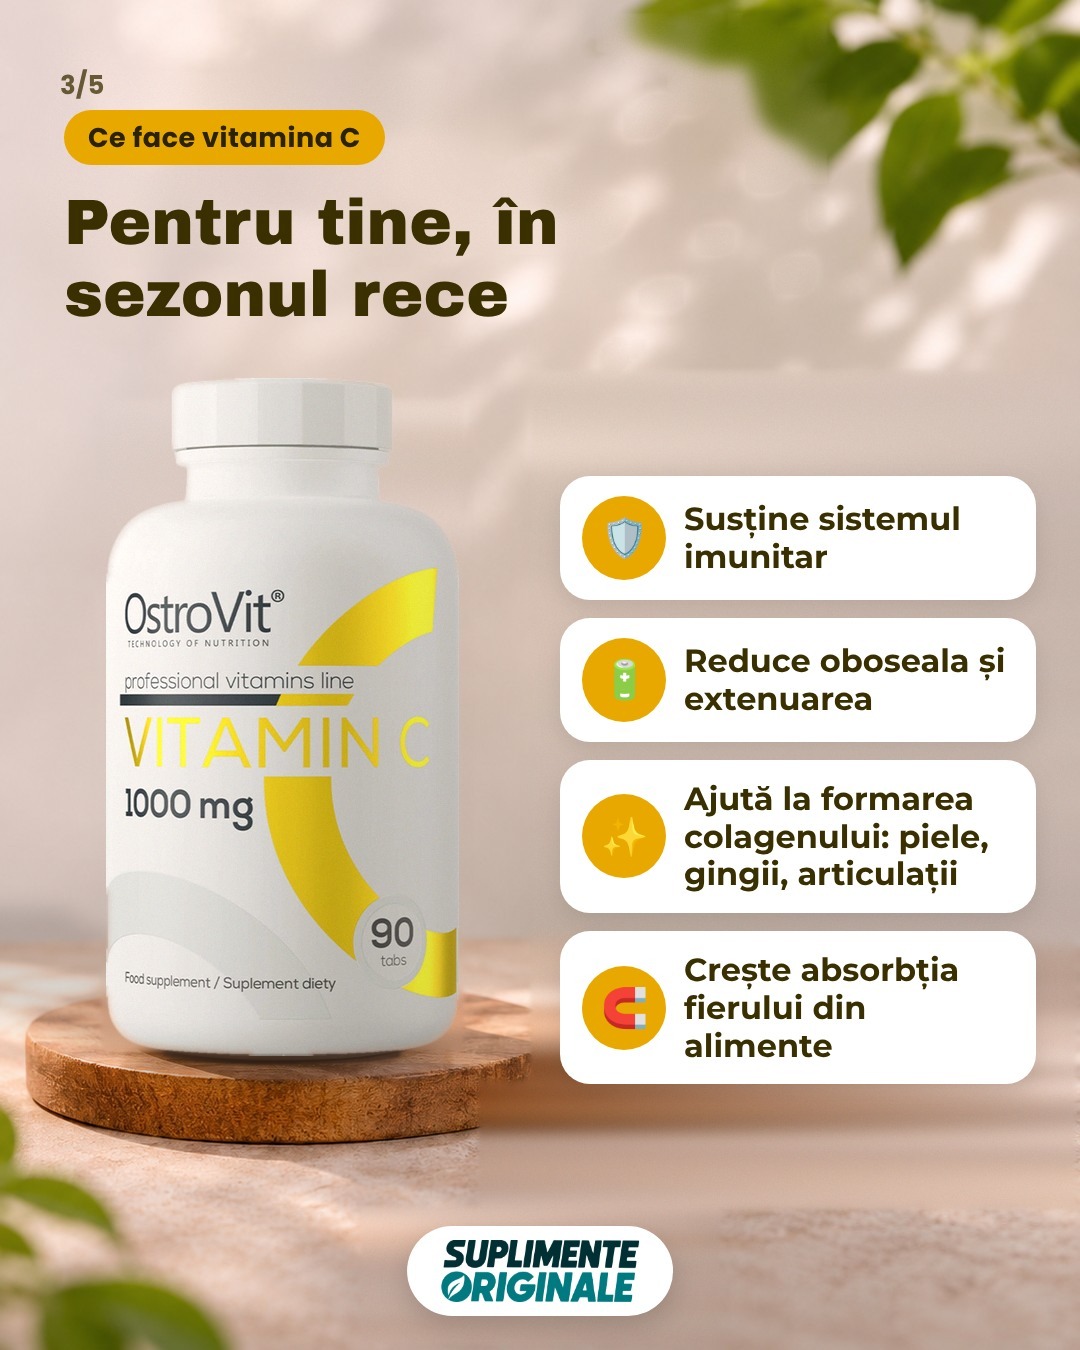 3/5
Ce face vitamina C
Pentru tine, în
sezonul rece
OstroVit®
TECHNOLOGY OF NUTRITION
professional vitamins line
VITAMIN C
1000 mg
90
tabs
Food supplement / Suplement diety
Susține sistemul
imunitar
Reduce oboseala și
extenuarea
Ajută la formarea
colagenului: piele,
gingii, articulații
Crește absorbția
fierului din
alimente
SUPLIMENTE
ORIGINALE